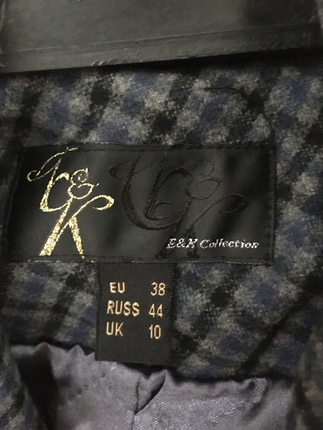 E&K Collection
EU 38
RUSS 44
UK 10